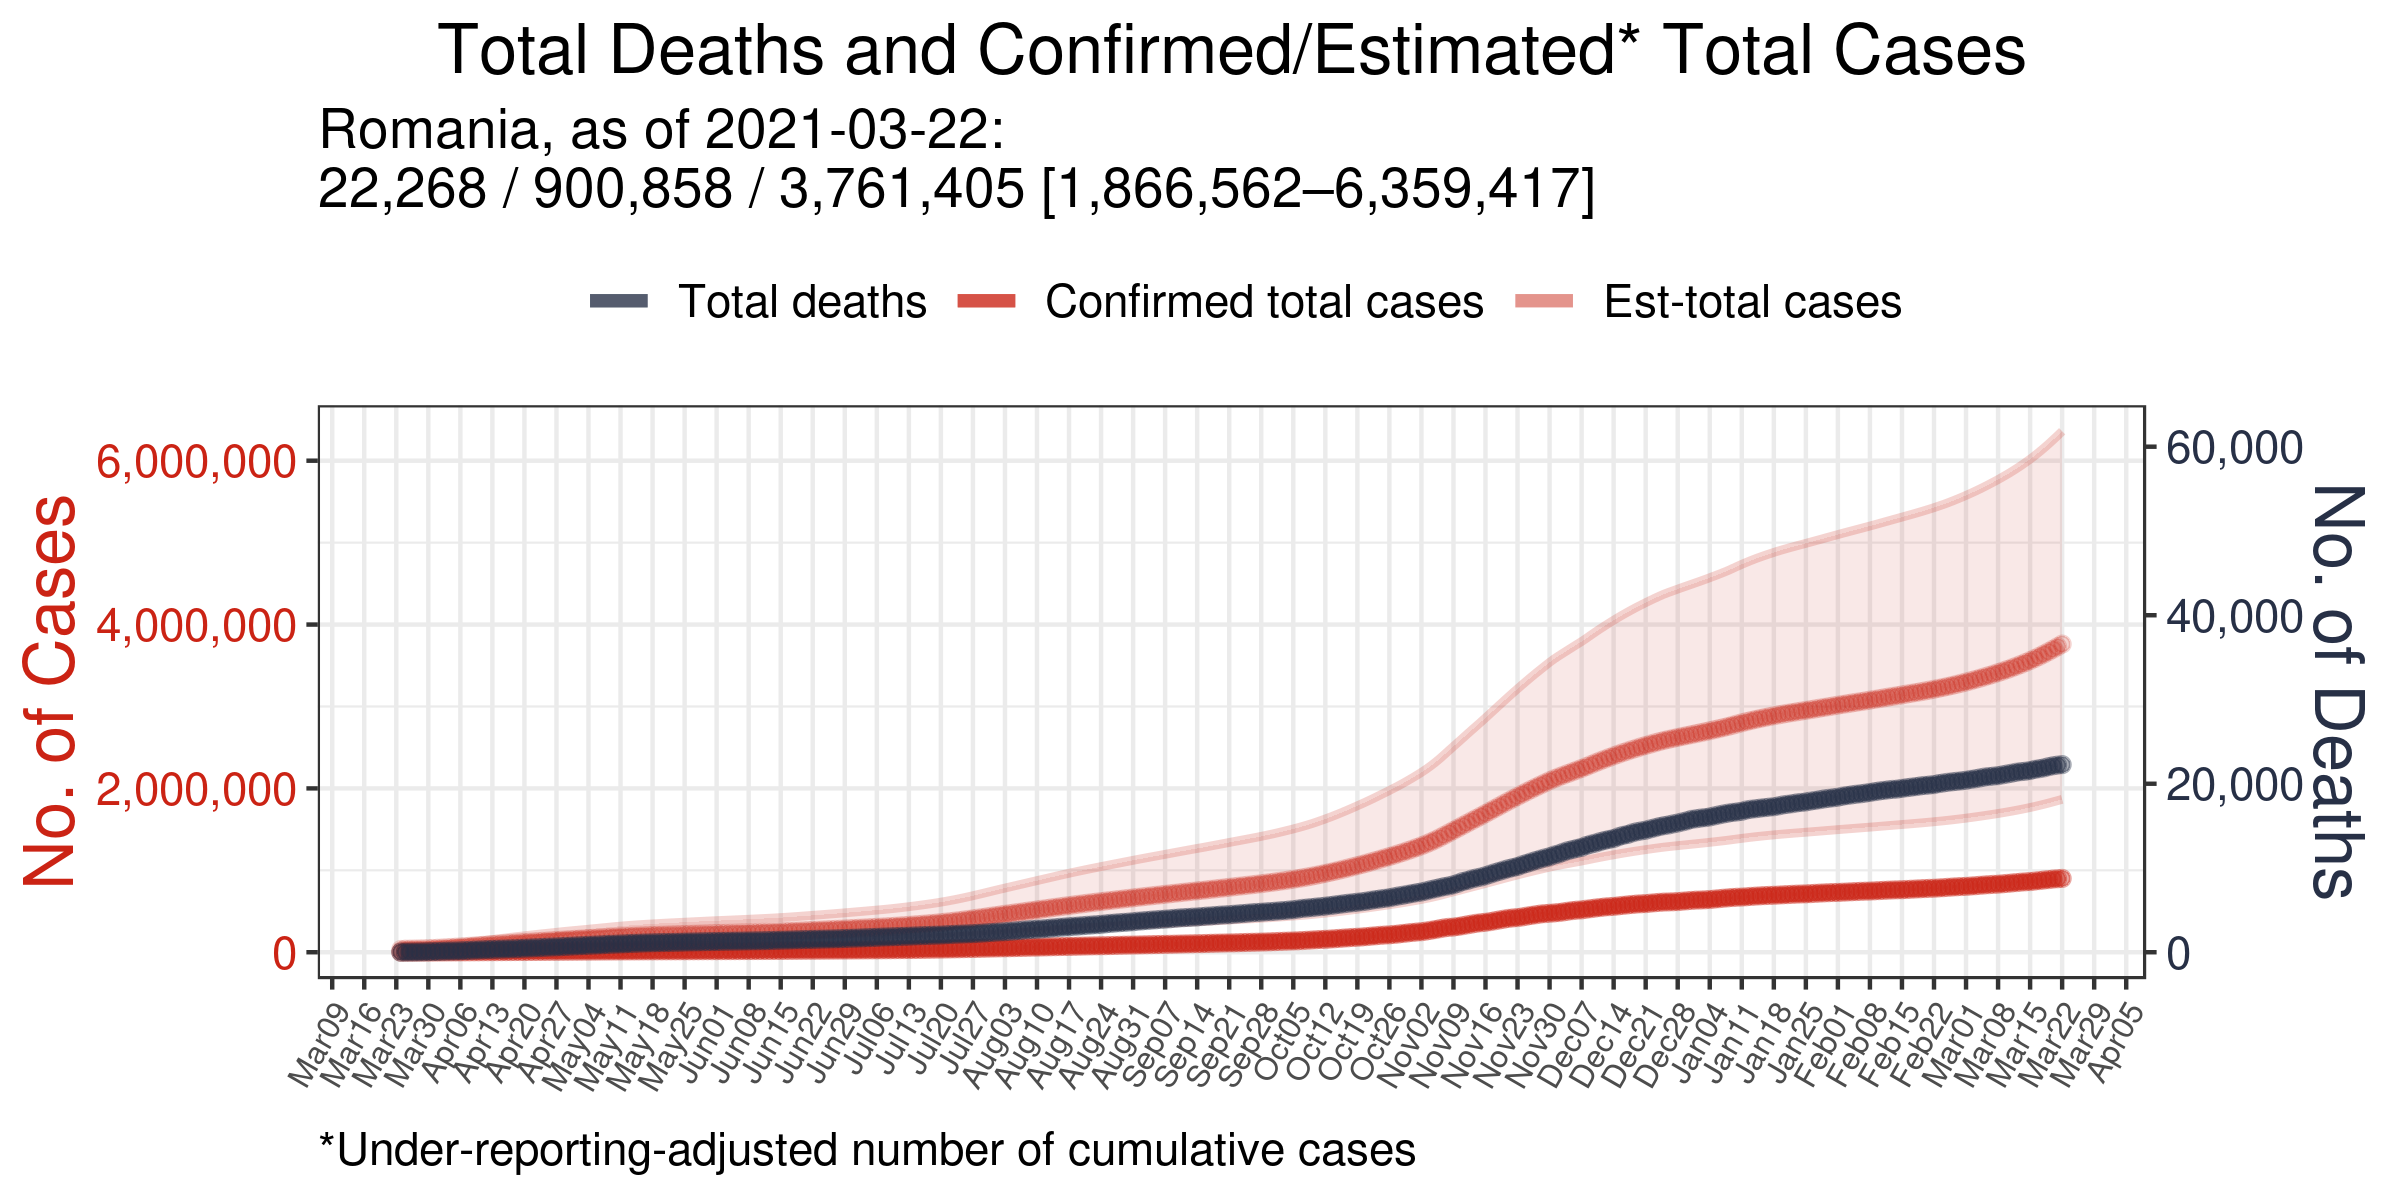 Total Deaths and Confirmed/Estimated* Total Cases
Romania, as of 2021-03-22:
22,268 / 900,858 / 3,761,405 [1,866,562–6,359,417]
Total deaths
Confirmed total cases
Est-total cases
No. of Cases
6,000,000
4,000,000
2,000,000
0
60,000
40,000
20,000
0
No. of Deaths
Mar09
Mar16
Mar23
Mar30
Apr06
Apr13
Apr20
Apr27
May04
May11
May18
May25
Jun01
Jun08
Jun15
Jun22
Jun29
Jul06
Jul13
Jul20
Jul27
Aug03
Aug10
Aug17
Aug24
Aug31
Sep07
Sep14
Sep21
Sep28
Oct05
Oct12
Oct19
Oct26
Nov02
Nov09
Nov16
Nov23
Nov30
Dec07
Dec14
Dec21
Dec28
Jan04
Jan11
Jan18
Jan25
Feb01
Feb08
Feb15
Feb22
Mar01
Mar08
Mar15
Mar22
Mar29
Apr05
*Under-reporting-adjusted number of cumulative cases